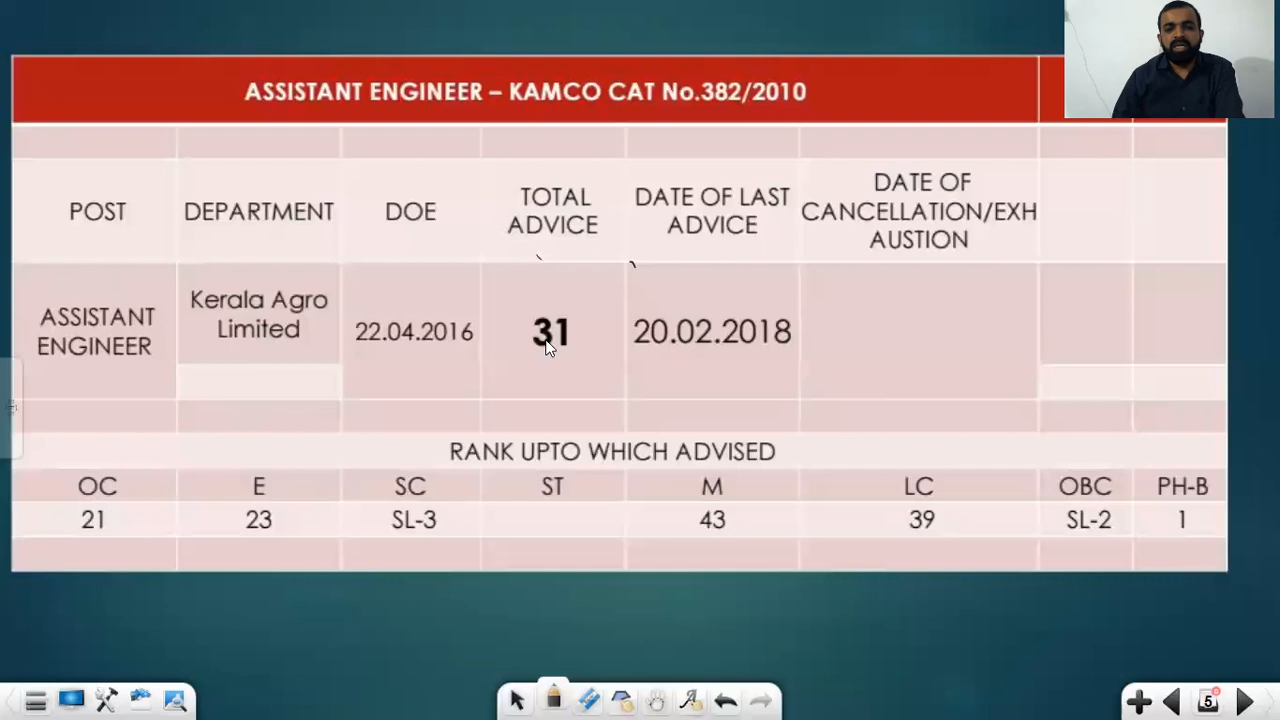 ASSISTANT ENGINEER – KAMCO CAT No.382/2010
POST DEPARTMENT DOE TOTAL ADVICE DATE OF LAST ADVICE DATE OF CANCELLATION/EXHAUSTION
ASSISTANT ENGINEER Kerala Agro Limited 22.04.2016 31 20.02.2018
RANK UPTO WHICH ADVISED
OC E SC ST M LC OBC PH-B
21 23 SL-3 43 39 SL-2 1
5